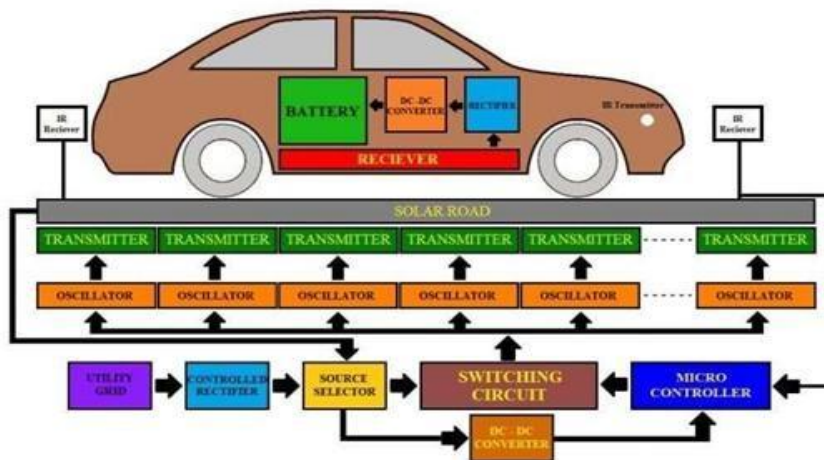 BATTERY
DC-DC
CONVERTER
RECTIFIER
IR Transmitter
IR
Reciever
IR
Reciever
RECIEVER
SOLAR ROAD
TRANSMITTER TRANSMITTER TRANSMITTER TRANSMITTER TRANSMITTER TRANSMITTER
OSCILLATOR OSCILLATOR OSCILLATOR OSCILLATOR OSCILLATOR OSCILLATOR
UTILITY
GRID
CONTROLLED
RECTIFIER
SOURCE
SELECTOR
SWITCHING
CIRCUIT
MICRO
CONTROLLER
DC - DC
CONVERTER